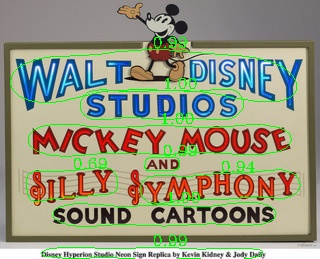 WALT DISNEY
STUDIOS
MICKEY MOUSE
AND
SILLY SYMPHONY
SOUND CARTOONS
Disney Hyperion Studio Neon Sign Replica by Kevin Kidney & Jody Daily